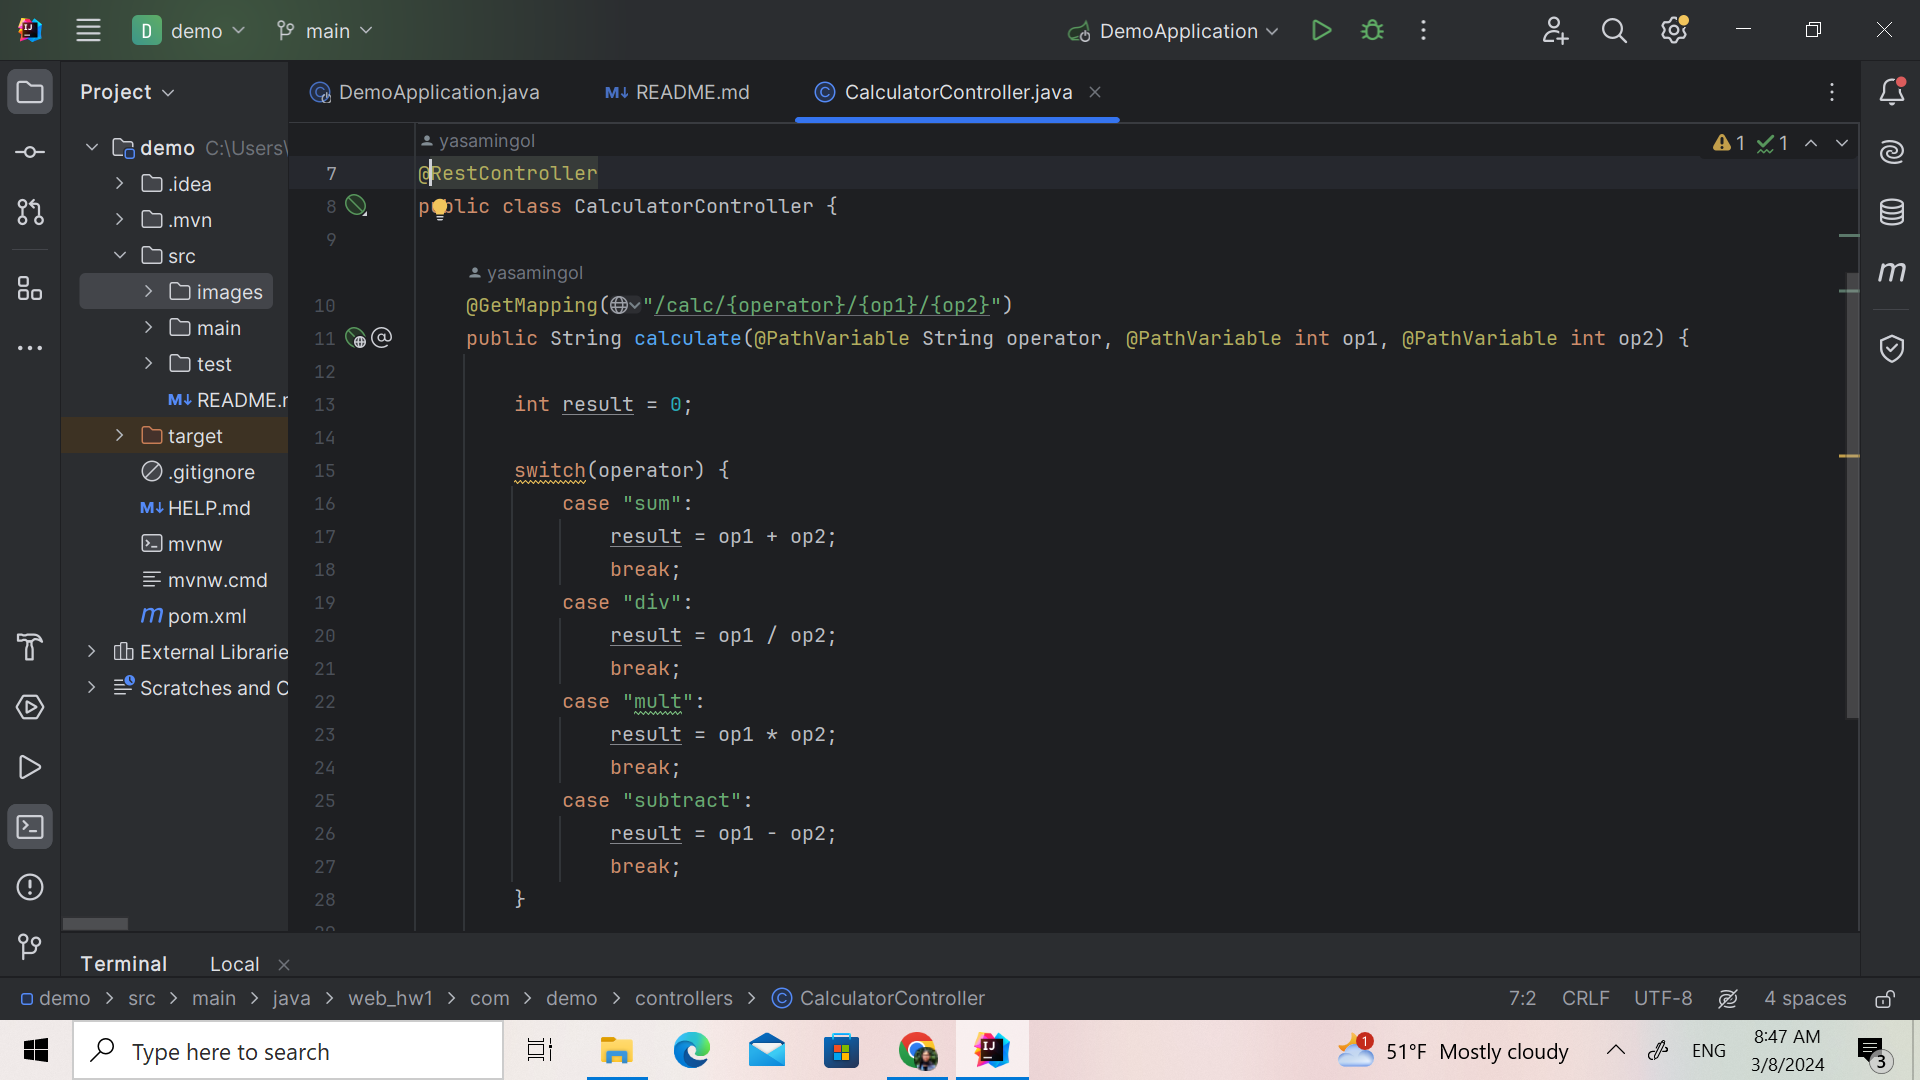 D demo main DemoApplication
Project
demo C:\Users\
.idea
.mvn
src
images
main
test
M↓ README.
target
.gitignore
M↓ HELP.md
mvnw
mvnw.cmd
m pom.xml
External Librarie
Scratches and C
DemoApplication.java M↓ README.md CalculatorController.java
yasamingol
1 1
7 @RestController
8 public class CalculatorController {
9
yasamingol
10 @GetMapping("/calc/{operator}/{op1}/{op2}")
11 public String calculate(@PathVariable String operator, @PathVariable int op1, @PathVariable int op2) {
12
13 int result = 0;
14
15 switch(operator) {
16 case "sum":
17 result = op1 + op2;
18 break;
19 case "div":
20 result = op1 / op2;
21 break;
22 case "mult":
23 result = op1 * op2;
24 break;
25 case "subtract":
26 result = op1 - op2;
27 break;
28 }
Terminal Local
demo > src > main > java > web_hw1 > com > demo > controllers > CalculatorController
7:2 CRLF UTF-8 4 spaces
Type here to search
1 51°F Mostly cloudy ENG
8:47 AM
3/8/2024
3